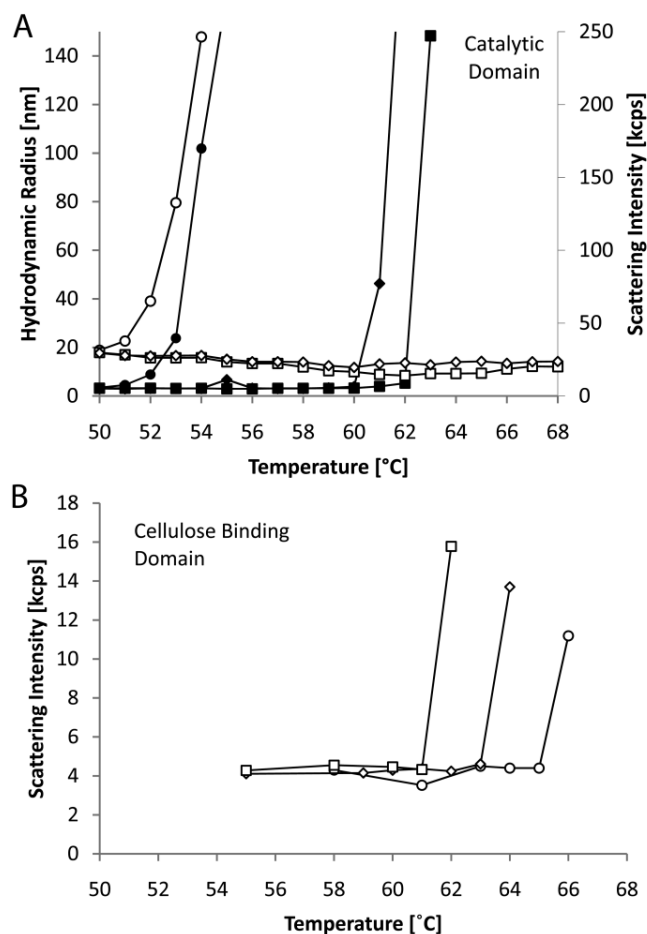 A
Hydrodynamic Radius [nm]
140
120
100
80
60
40
20
0
Catalytic
Domain
250
200
150
100
50
0
Scattering Intensity [kcps]
50 52 54 56 58 60 62 64 66 68
Temperature [°C]
B
Scattering Intensity [kcps]
18
16
14
12
10
8
6
4
2
0
Cellulose Binding
Domain
50 52 54 56 58 60 62 64 66 68
Temperature [˚C]